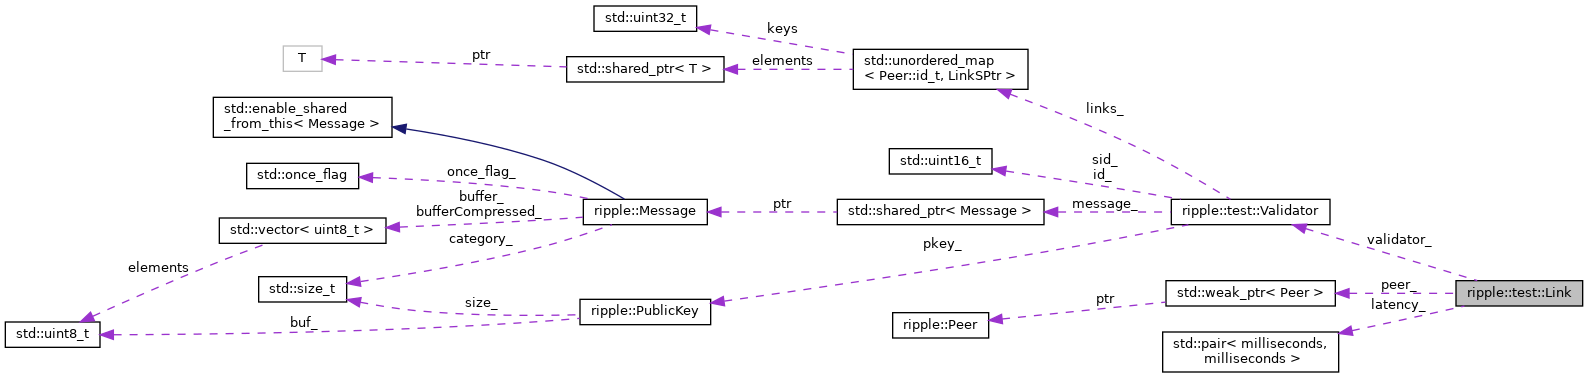 std::uint32_t
keys
T
ptr
std::shared_ptr< T >
elements
std::unordered_map
< Peer::id_t, LinkSPtr >
std::enable_shared
_from_this< Message >
links_
std::once_flag
once_flag_
std::uint16_t
sid_
id_
buffer_
bufferCompressed_
ripple::Message
ptr
std::shared_ptr< Message >
message_
ripple::test::Validator
std::vector< uint8_t >
category_
pkey_
validator_
elements
std::size_t
size_
ripple::PublicKey
ptr
std::weak_ptr< Peer >
peer_
latency_
ripple::test::Link
std::uint8_t
buf_
ripple::Peer
std::pair< milliseconds,
milliseconds >